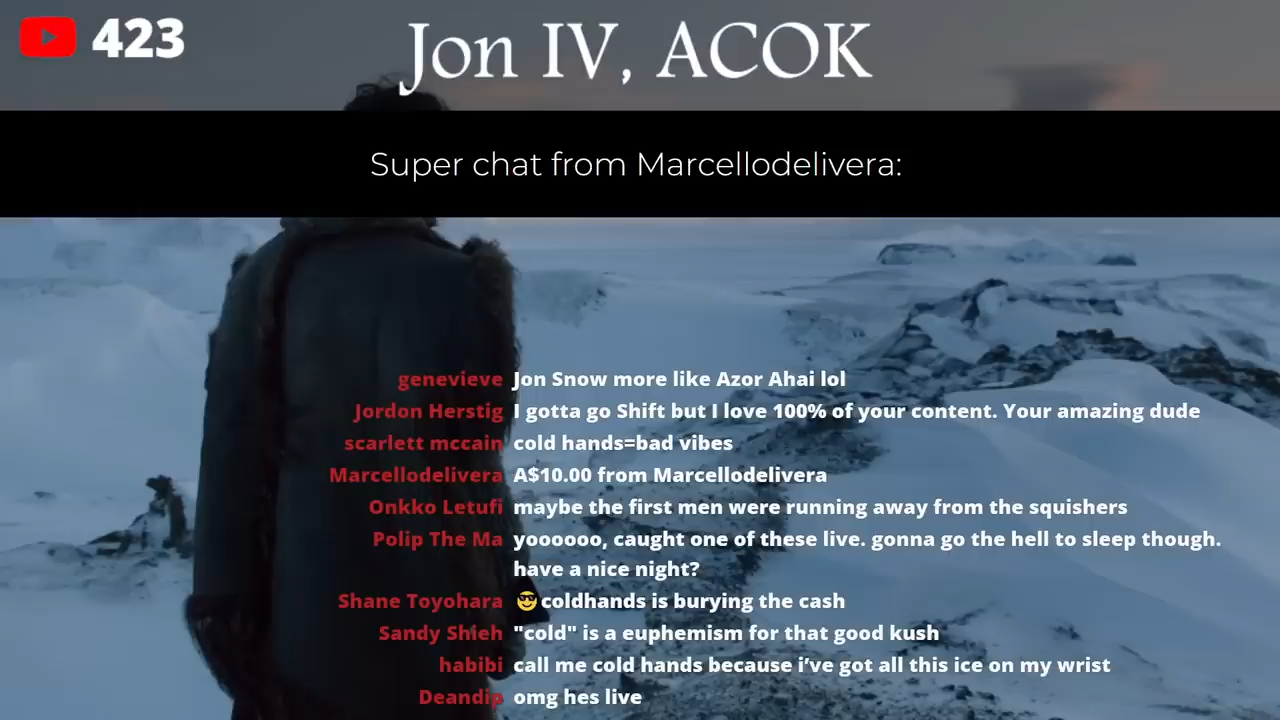 423
Jon IV, ACOK
Super chat from Marcellodelivera:
genevieve Jon Snow more like Azor Ahai lol
Jordon Herstig I gotta go Shift but I love 100% of your content. Your amazing dude
scarlett mccain cold hands=bad vibes
Marcellodelivera A$10.00 from Marcellodelivera
Onkko Letufi maybe the first men were running away from the squishers
Polip The Ma yoooooo, caught one of these live. gonna go the hell to sleep though.
have a nice night?
Shane Toyohara 😎coldhands is burying the cash
Sandy Shieh "cold" is a euphemism for that good kush
habibi call me cold hands because i’ve got all this ice on my wrist
Deandip omg hes live